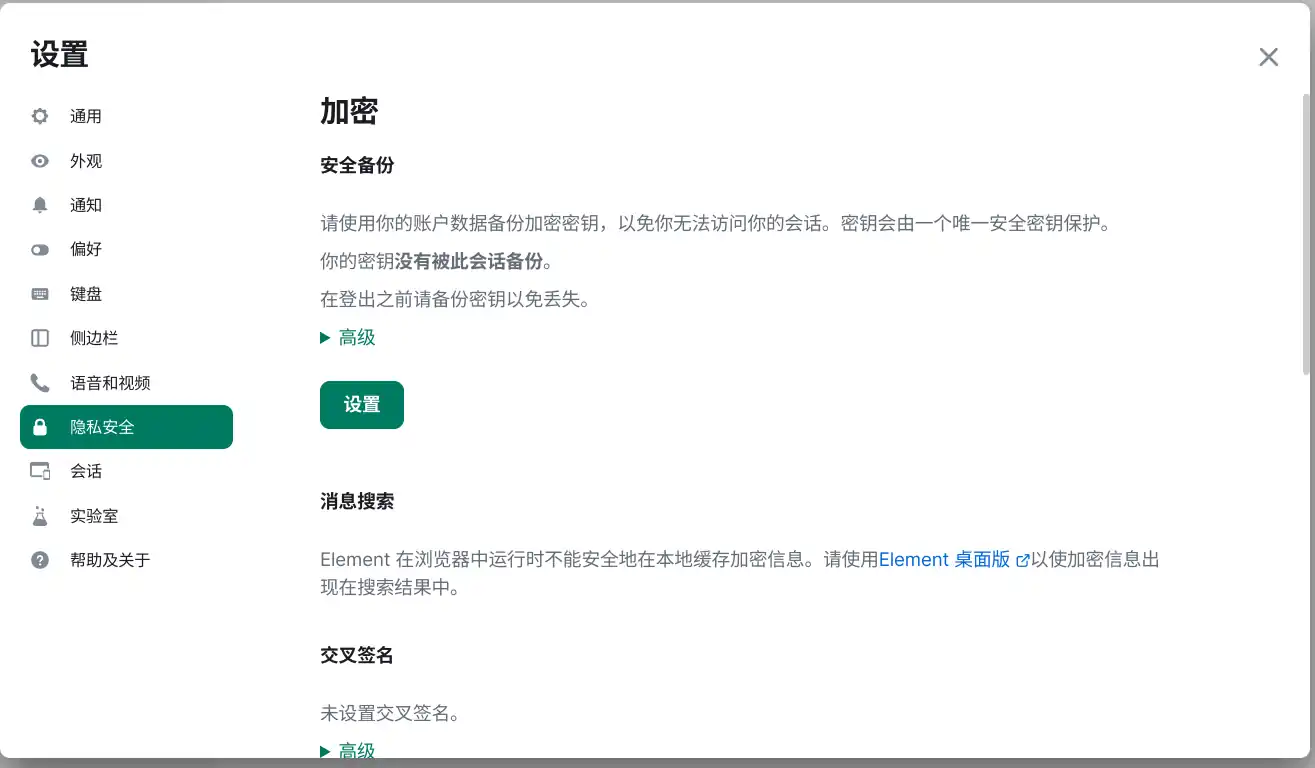 设置
通用
外观
通知
偏好
键盘
侧边栏
语音和视频
隐私安全
会话
实验室
帮助及关于
加密
安全备份
请使用你的账户数据备份加密密钥，以免你无法访问你的会话。密钥会由一个唯一安全密钥保护。
你的密钥没有被此会话备份。
在登出之前请备份密钥以免丢失。
高级
设置
消息搜索
Element 在浏览器中运行时不能安全地在本地缓存加密信息。请使用Element 桌面版 以使加密信息出
现在搜索结果中。
交叉签名
未设置交叉签名。
高级